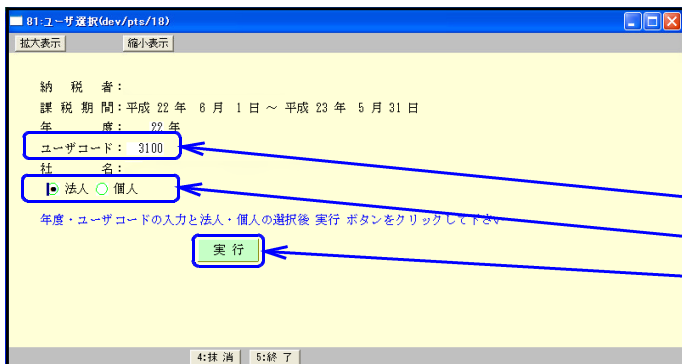 81:ユーザ選択(dev/pts/18)
拡大表示 縮小表示
納 税 者：
課 税 期 間：平成 22 年 6 月 1 日 ～ 平成 23 年 5 月 31 日
年 度： 22 年
ユーザコード： 3100
社 名：
法人 個人
年度・ユーザコードの入力と法人・個人の選択後 実行 ボタンをクリックして下さい
実 行
4:抹 消 5:終 了